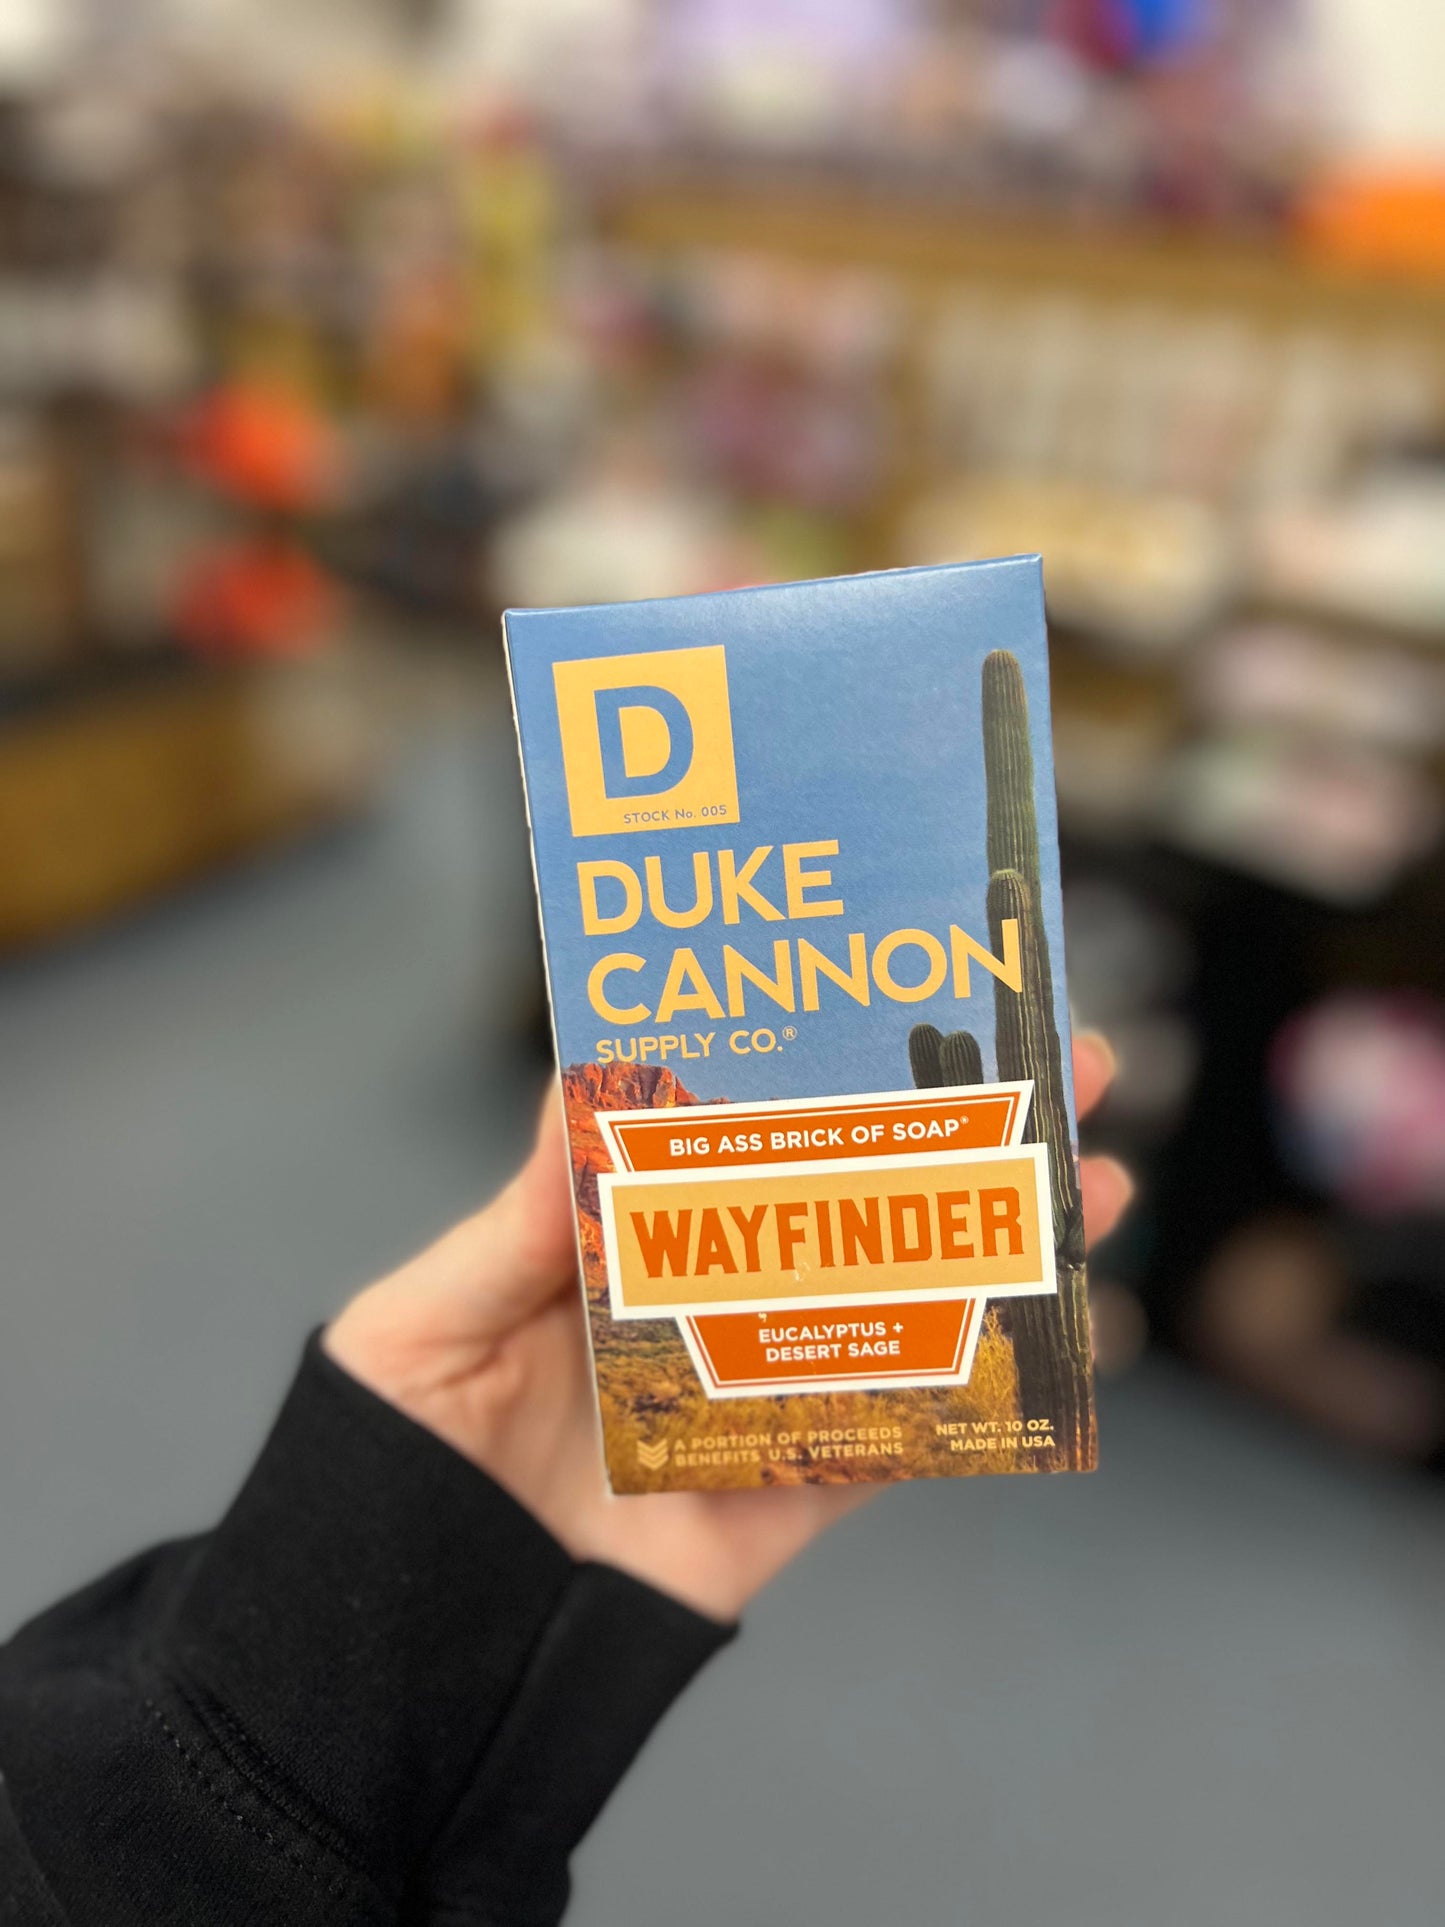 D
STOCK No. 005
DUKE
CANNON
SUPPLY CO.®
BIG ASS BRICK OF SOAP®
WAYFINDER
EUCALYPTUS +
DESERT SAGE
A PORTION OF PROCEEDS
BENEFITS U.S. VETERANS
NET WT. 10 OZ.
MADE IN USA